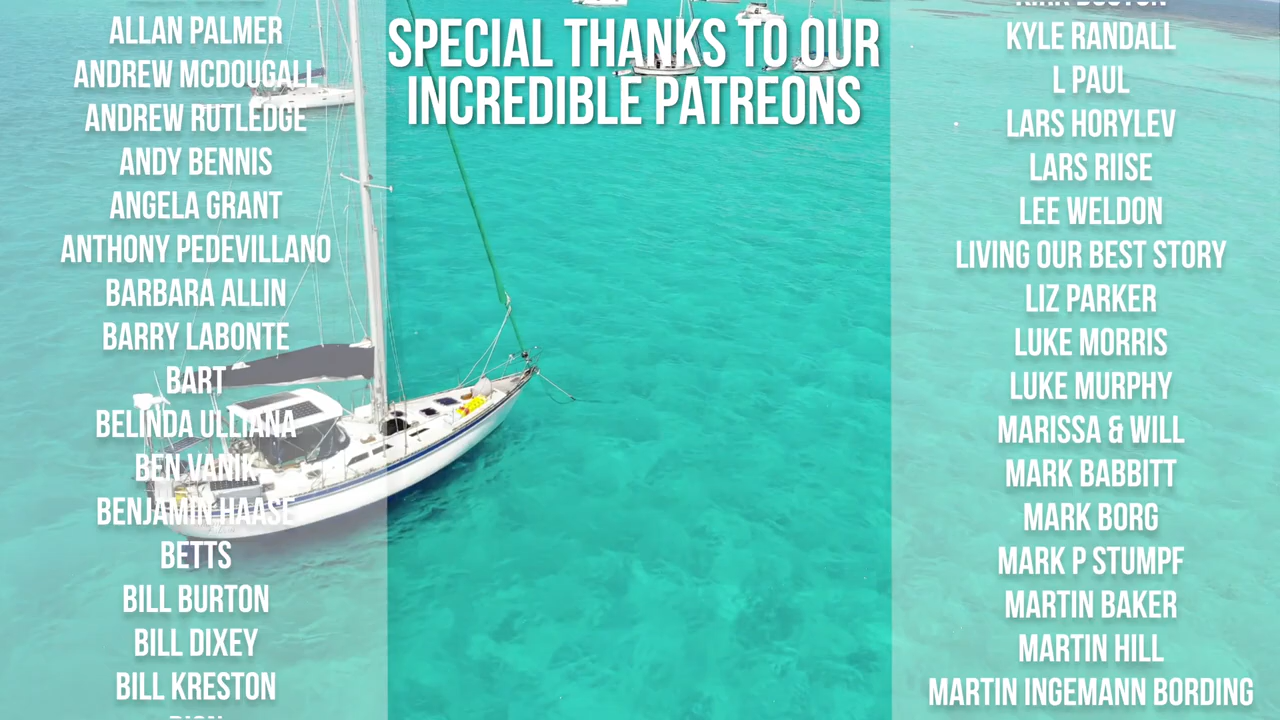 SPECIAL THANKS TO OUR
INCREDIBLE PATREONS
ALLAN PALMER
ANDREW MCDOUGALL
ANDREW RUTLEDGE
ANDY BENNIS
ANGELA GRANT
ANTHONY PEDEVILLANO
BARBARA ALLIN
BARRY LABONTE
BART
BELINDA ULLIANA
BEN VANIK
BENJAMIN HAASE
BETTS
BILL BURTON
BILL DIXEY
BILL KRESTON
KYLE RANDALL
L PAUL
LARS HORYLEV
LARS RIISE
LEE WELDON
LIVING OUR BEST STORY
LIZ PARKER
LUKE MORRIS
LUKE MURPHY
MARISSA & WILL
MARK BABBITT
MARK BORG
MARK P STUMPF
MARTIN BAKER
MARTIN HILL
MARTIN INGEMANN BORDING